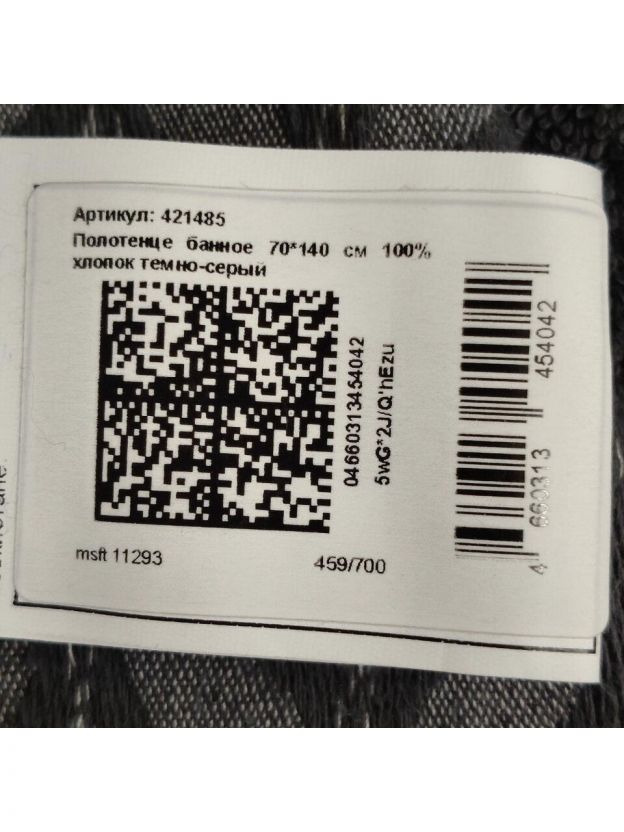 Артикул: 421485
Полотенце банное 70*140 см 100%
хлопок темно-серый
04660313454042
5wG*2J/Q'hEzu
4 660313 454042
msft 11293
459/700